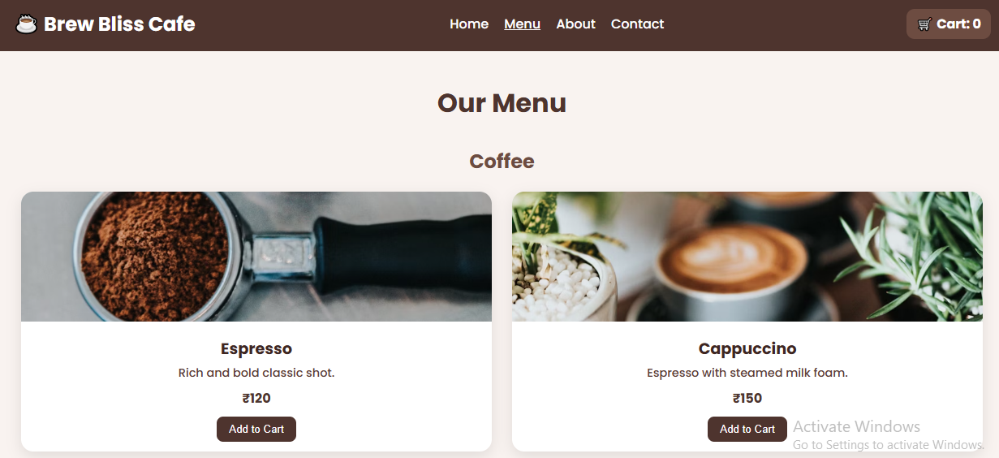 Brew Bliss Cafe
Home Menu About Contact
Cart: 0
Our Menu
Coffee
Espresso
Rich and bold classic shot.
₹120
Add to Cart
Cappuccino
Espresso with steamed milk foam.
₹150
Add to Cart
Activate Windows
Go to Settings to activate Windows.